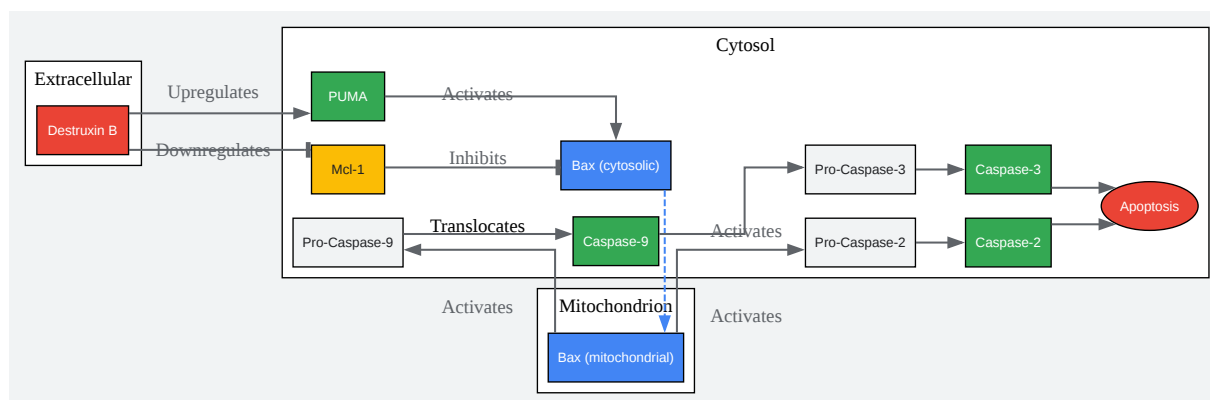 Cytosol
Extracellular
Upregulates
PUMA
Activates
Destruxin B
Downregulates
Mcl-1
Inhibits
Bax (cytosolic)
Pro-Caspase-3
Caspase-3
Apoptosis
Pro-Caspase-9
Translocates
Caspase-9
Activates
Pro-Caspase-2
Caspase-2
Activates
Mitochondrion
Activates
Bax (mitochondrial)